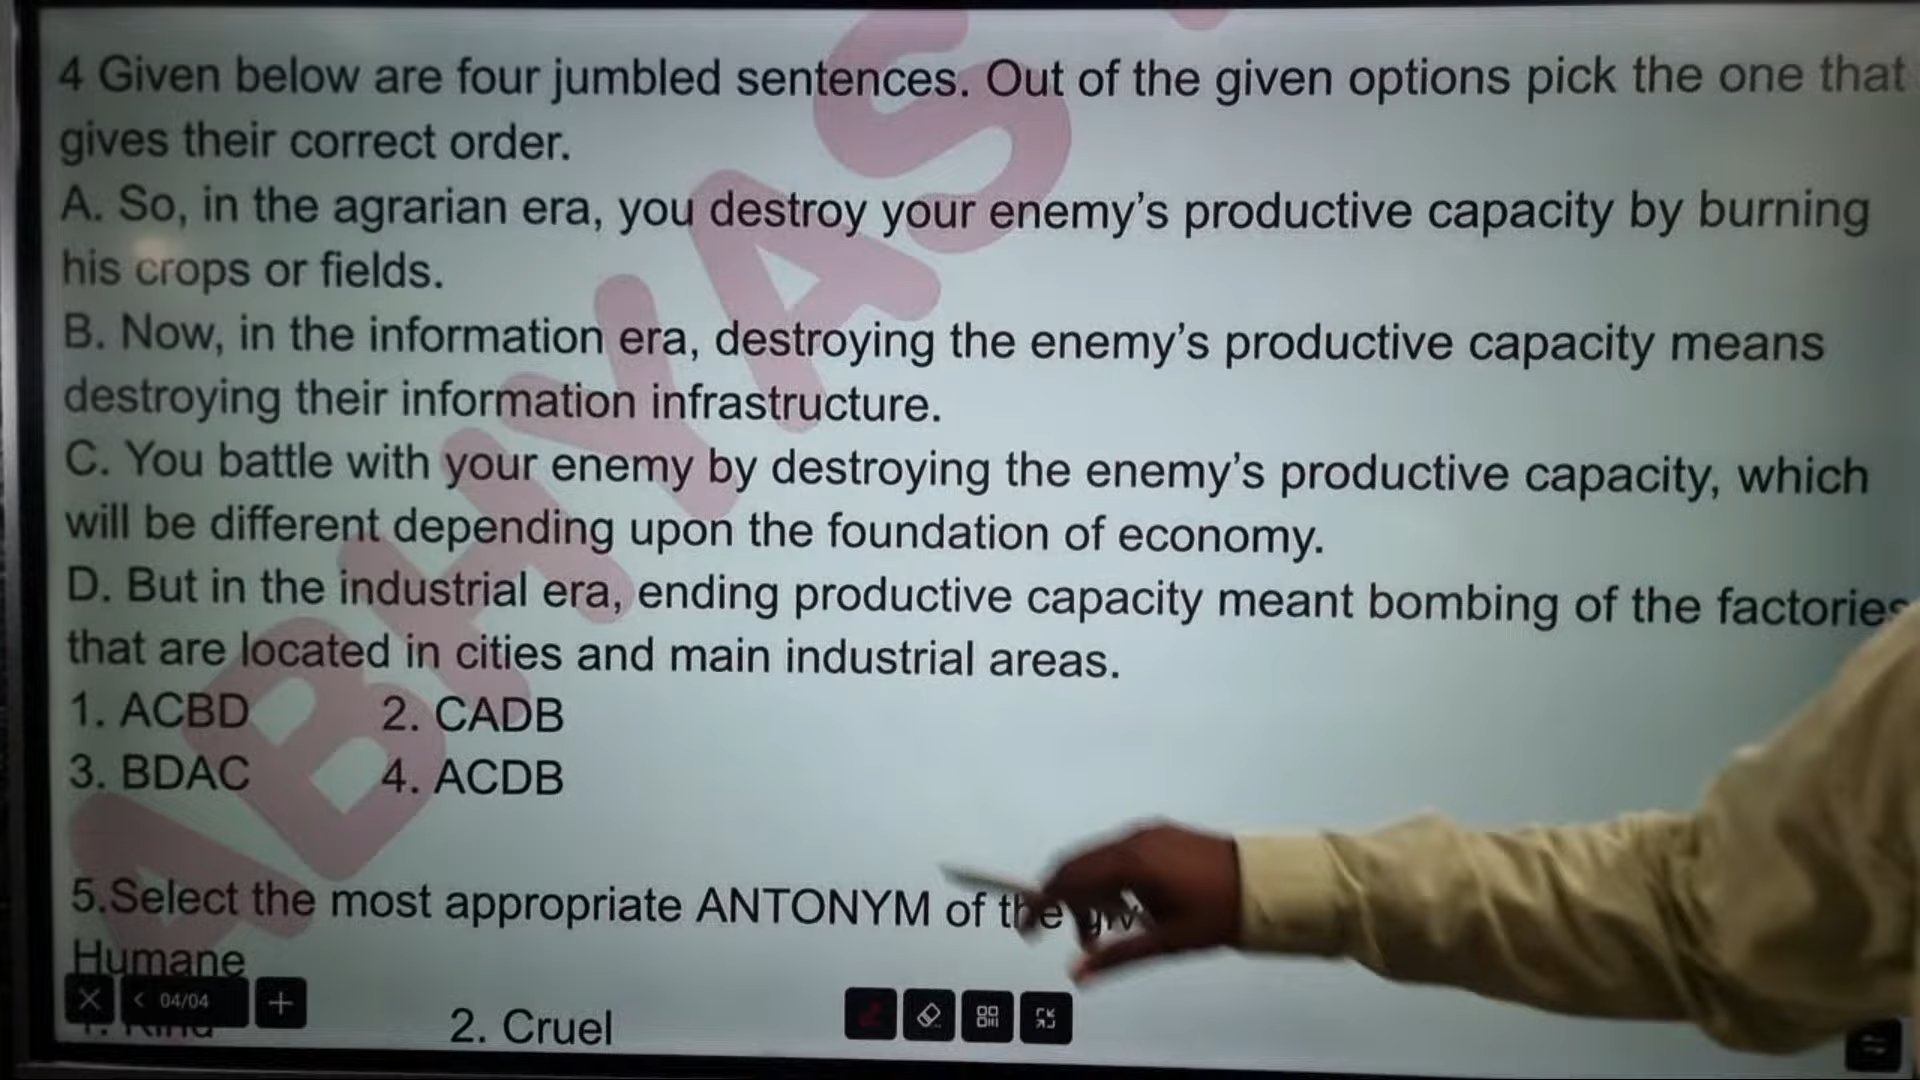 4 Given below are four jumbled sentences. Out of the given options pick the one that
gives their correct order.
A. So, in the agrarian era, you destroy your enemy's productive capacity by burning
his crops or fields.
B. Now, in the information era, destroying the enemy's productive capacity means
destroying their information infrastructure.
C. You battle with your enemy by destroying the enemy's productive capacity, which
will be different depending upon the foundation of economy.
D. But in the industrial era, ending productive capacity meant bombing of the factories
that are located in cities and main industrial areas.
1. ACBD 2. CADB
3. BDAC 4. ACDB
5.Select the most appropriate ANTONYM of the
Humane
04/04
2. Cruel
ABHYAS